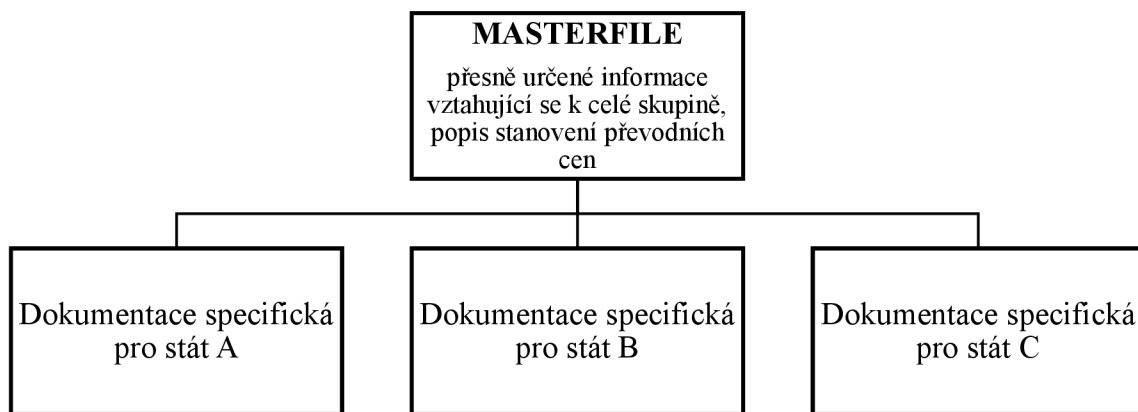 MASTERFILE
přesně určené informace
vztahující se k celé skupině,
popis stanovení převodních
cen
Dokumentace specifická
pro stát A
Dokumentace specifická
pro stát B
Dokumentace specifická
pro stát C